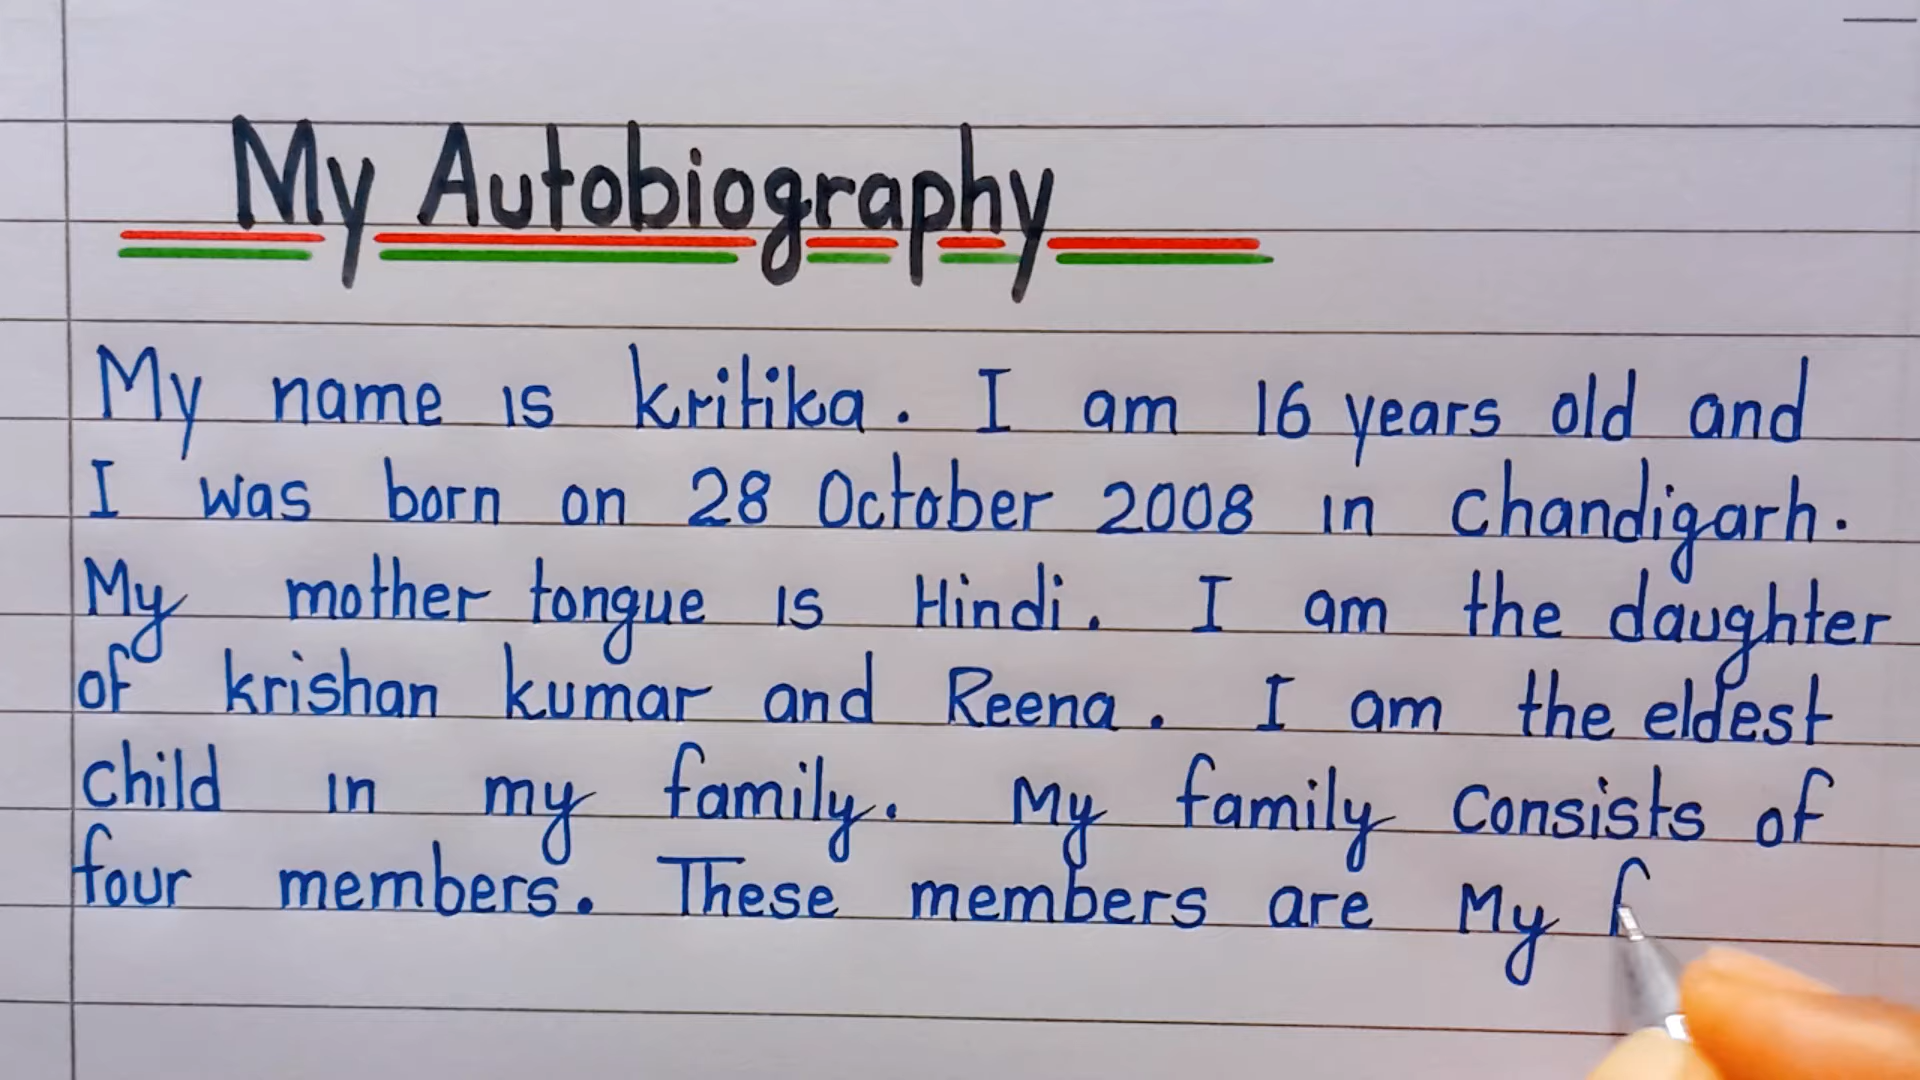 My Autobiography
My name is kritika. I am 16 years old and
I was born on 28 October 2008 in chandigarh.
My mother tongue is Hindi. I am the daughter
of krishan kumar and Reena. I am the eldest
child in my family. My family consists of
four members. These members are My f